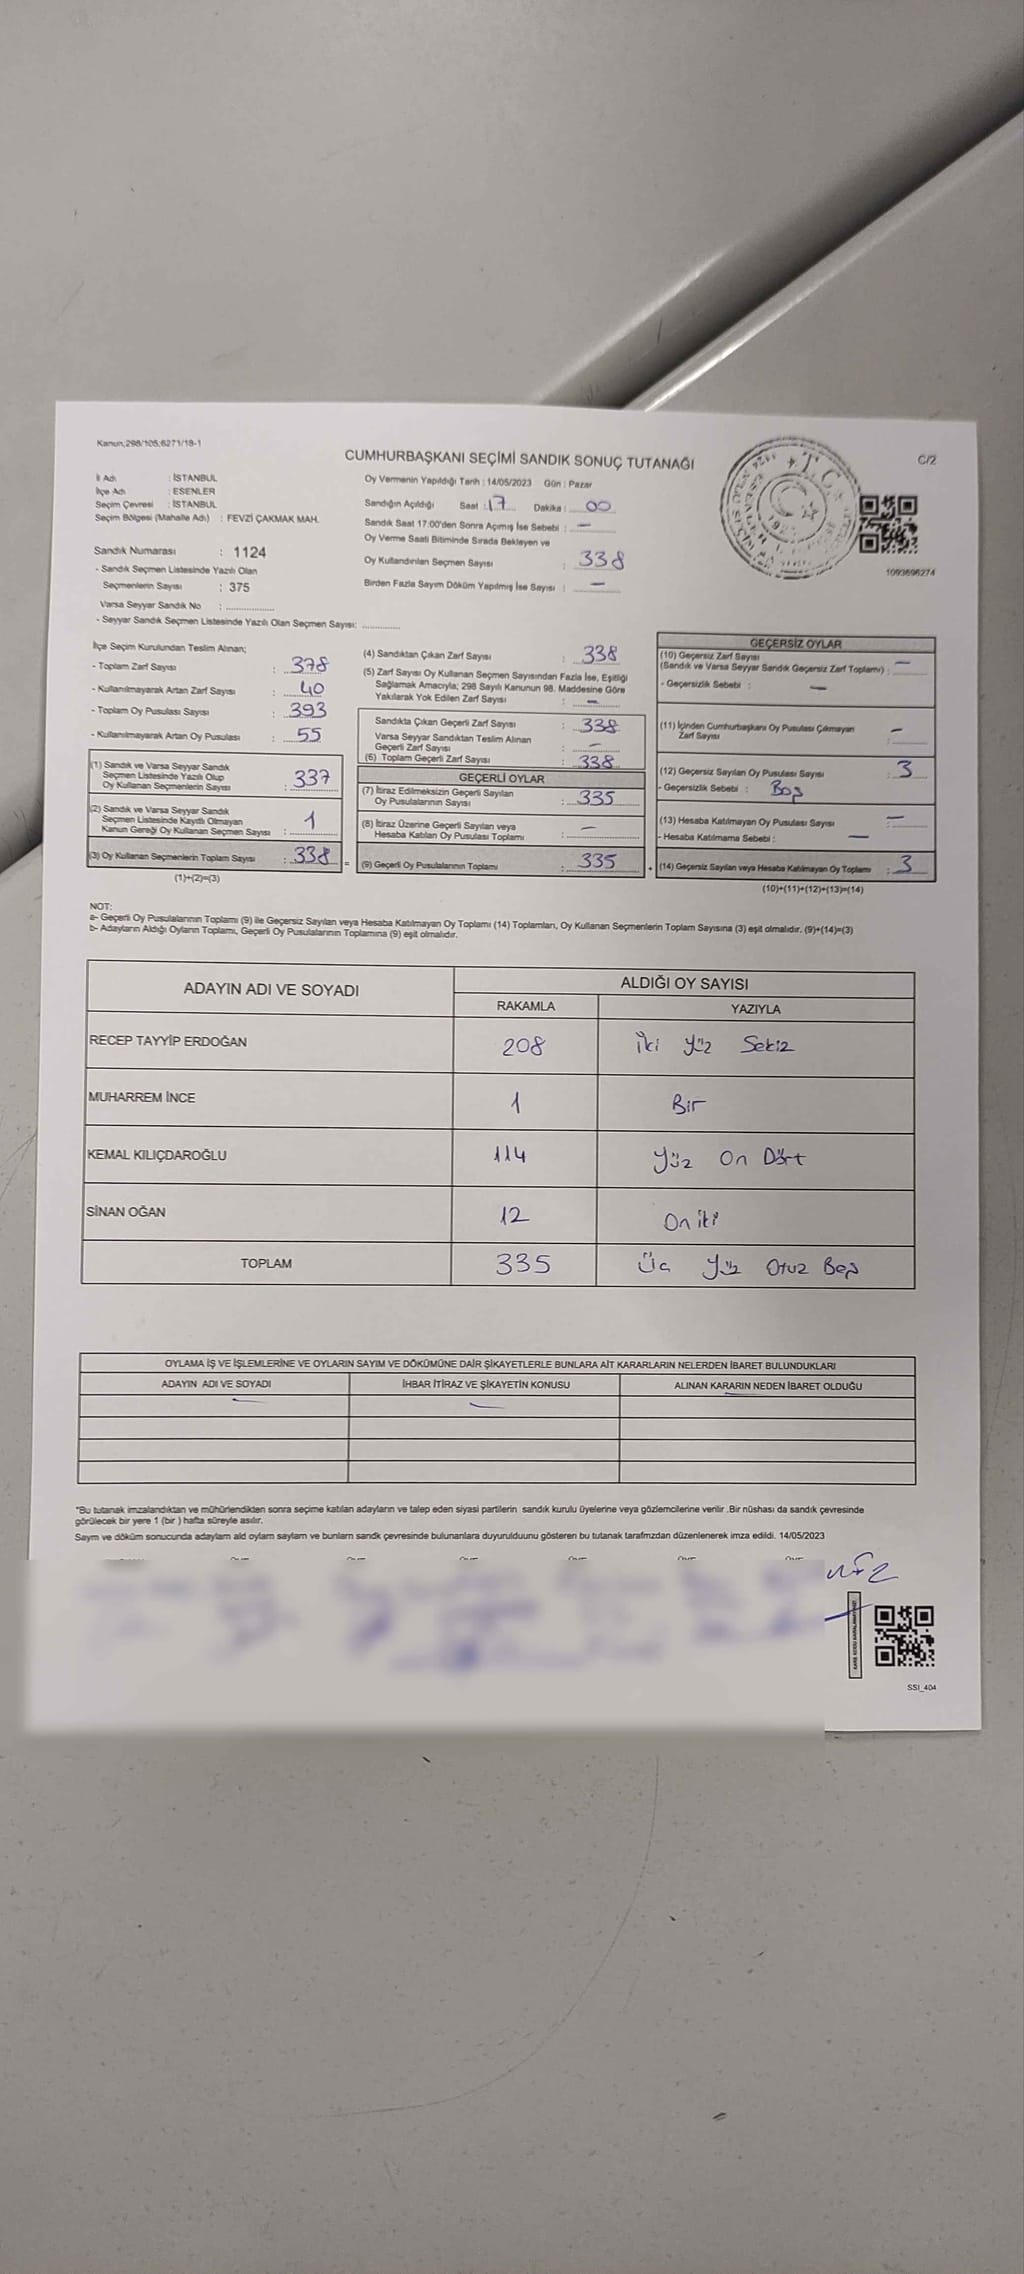 Kanun;298/105;6271/18-1
CUMHURBAŞKANI SEÇİMİ SANDIK SONUÇ TUTANAĞI
C/2
İl Adı : İSTANBUL
İlçe Adı : ESENLER
Seçim Çevresi : İSTANBUL
Seçim Bölgesi (Mahalle Adı) : FEVZİ ÇAKMAK MAH.
Sandık Numarası : 1124
- Sandık Seçmen Listesinde Yazılı Olan
Seçmenlerin Sayısı : 375
Varsa Seyyar Sandık No : ..............
- Seyyar Sandık Seçmen Listesinde Yazılı Olan Seçmen Sayısı: ............
Oy Vermenin Yapıldığı Tarih : 14/05/2023 Gün : Pazar
Sandığın Açıldığı Saat : 17 Dakika : 00
Sandık Saat 17:00'den Sonra Açımış İse Sebebi : —
Oy Verme Saati Bitiminde Sırada Bekleyen ve
Oy Kullandırılan Seçmen Sayısı : 338
Birden Fazla Sayım Döküm Yapılmış İse Sayısı : —
1093696274
İlçe Seçim Kurulundan Teslim Alınan;
- Toplam Zarf Sayısı : 378
- Kullanılmayarak Artan Zarf Sayısı : 40
- Toplam Oy Pusulası Sayısı : 393
- Kullanılmayarak Artan Oy Pusulası : 55
(1) Sandık ve Varsa Seyyar Sandık
Seçmen Listesinde Yazılı Olup
Oy Kullanan Seçmenlerin Sayısı : 337
(2) Sandık ve Varsa Seyyar Sandık
Seçmen Listesinde Kayıtlı Olmayan
Kanun Gereği Oy Kullanan Seçmen Sayısı : 1
(3) Oy Kullanan Seçmenlerin Toplam Sayısı : 338 =
(1)+(2)=(3)
(4) Sandıktan Çıkan Zarf Sayısı : 338
(5) Zarf Sayısı Oy Kullanan Seçmen Sayısından Fazla İse, Eşitliği
Sağlamak Amacıyla; 298 Sayılı Kanunun 98. Maddesine Göre
Yakılarak Yok Edilen Zarf Sayısı : —
Sandıkta Çıkan Geçerli Zarf Sayısı : 338
Varsa Seyyar Sandıktan Teslim Alınan
Geçerli Zarf Sayısı : —
(6) Toplam Geçerli Zarf Sayısı : 338
GEÇERLİ OYLAR
(7) İtiraz Edilmeksizin Geçerli Sayılan
Oy Pusulalarının Sayısı : 335
(8) İtiraz Üzerine Geçerli Sayılan veya
Hesaba Katılan Oy Pusulası Toplamı : —
(9) Geçerli Oy Pusulalarının Toplamı : 335 +
GEÇERSİZ OYLAR
(10) Geçersiz Zarf Sayısı
(Sandık ve Varsa Seyyar Sandık Geçersiz Zarf Toplamı) : —
- Geçersizlik Sebebi : —
(11) İçinden Cumhurbaşkanı Oy Pusulası Çıkmayan
Zarf Sayısı : —
(12) Geçersiz Sayılan Oy Pusulası Sayısı : 3
- Geçersizlik Sebebi : Boş
(13) Hesaba Katılmayan Oy Pusulası Sayısı : —
- Hesaba Katılmama Sebebi : —
(14) Geçersiz Sayılan veya Hesaba Katılmayan Oy Toplamı : 3
(10)+(11)+(12)+(13)=(14)
NOT:
a- Geçerli Oy Pusulalarının Toplamı (9) ile Geçersiz Sayılan veya Hesaba Katılmayan Oy Toplamı (14) Toplamları, Oy Kullanan Seçmenlerin Toplam Sayısına (3) eşit olmalıdır. (9)+(14)=(3)
b- Adayların Aldığı Oyların Toplamı, Geçerli Oy Pusulalarının Toplamına (9) eşit olmalıdır.
ADAYIN ADI VE SOYADI ALDIĞI OY SAYISI
RAKAMLA YAZIYLA
RECEP TAYYİP ERDOĞAN 208 İki Yüz Sekiz
MUHARREM İNCE 1 Bir
KEMAL KILIÇDAROĞLU 114 Yüz On Dört
SİNAN OĞAN 12 On iki
TOPLAM 335 Üç Yüz Otuz Beş
OYLAMA İŞ VE İŞLEMLERİNE VE OYLARIN SAYIM VE DÖKÜMÜNE DAİR ŞİKAYETLERLE BUNLARA AİT KARARLARIN NELERDEN İBARET BULUNDUKLARI
ADAYIN ADI VE SOYADI İHBAR İTİRAZ VE ŞİKAYETİN KONUSU ALINAN KARARIN NEDEN İBARET OLDUĞU
"Bu tutanak imzalandıktan ve mühürlendikten sonra seçime katılan adayların ve talep eden siyasi partilerin sandık kurulu üyelerine veya gözlemcilerine verilir .Bir nüshası da sandık çevresinde
görülecek bir yere 1 (bir ) hafta süreyle asılır.
Sayım ve döküm sonucunda adaylam ald oylam saylam ve bunlarn sandk çevresinde bulunanlara duyurulduunu gösteren bu tutanak tarafmzdan düzenlenerek imza edildi. 14/05/2023
SSI_404